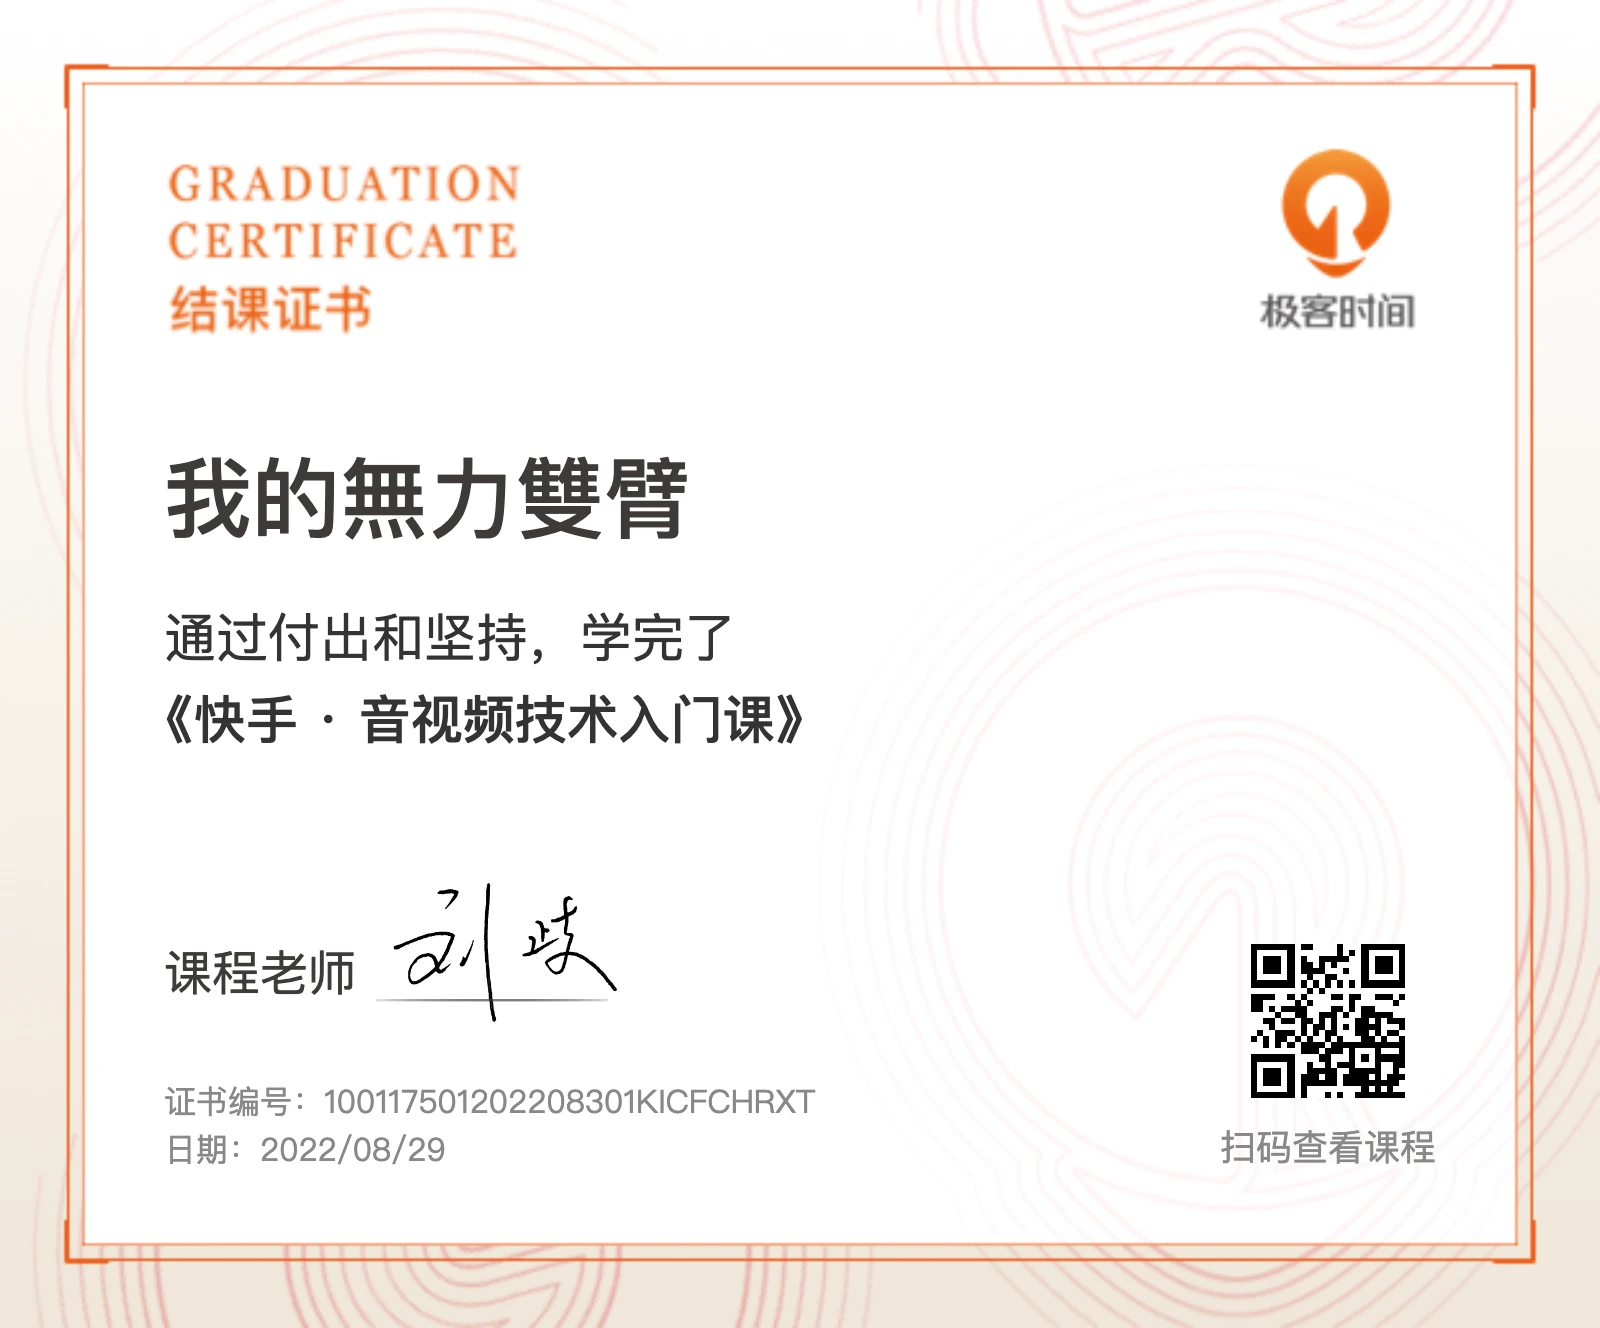 GRADUATION
CERTIFICATE
结课证书
极客时间
我的無力雙臂
通过付出和坚持，学完了
《快手 · 音视频技术入门课》
课程老师 刘歧
证书编号：100117501202208301KICFCHRXT
日期：2022/08/29
扫码查看课程